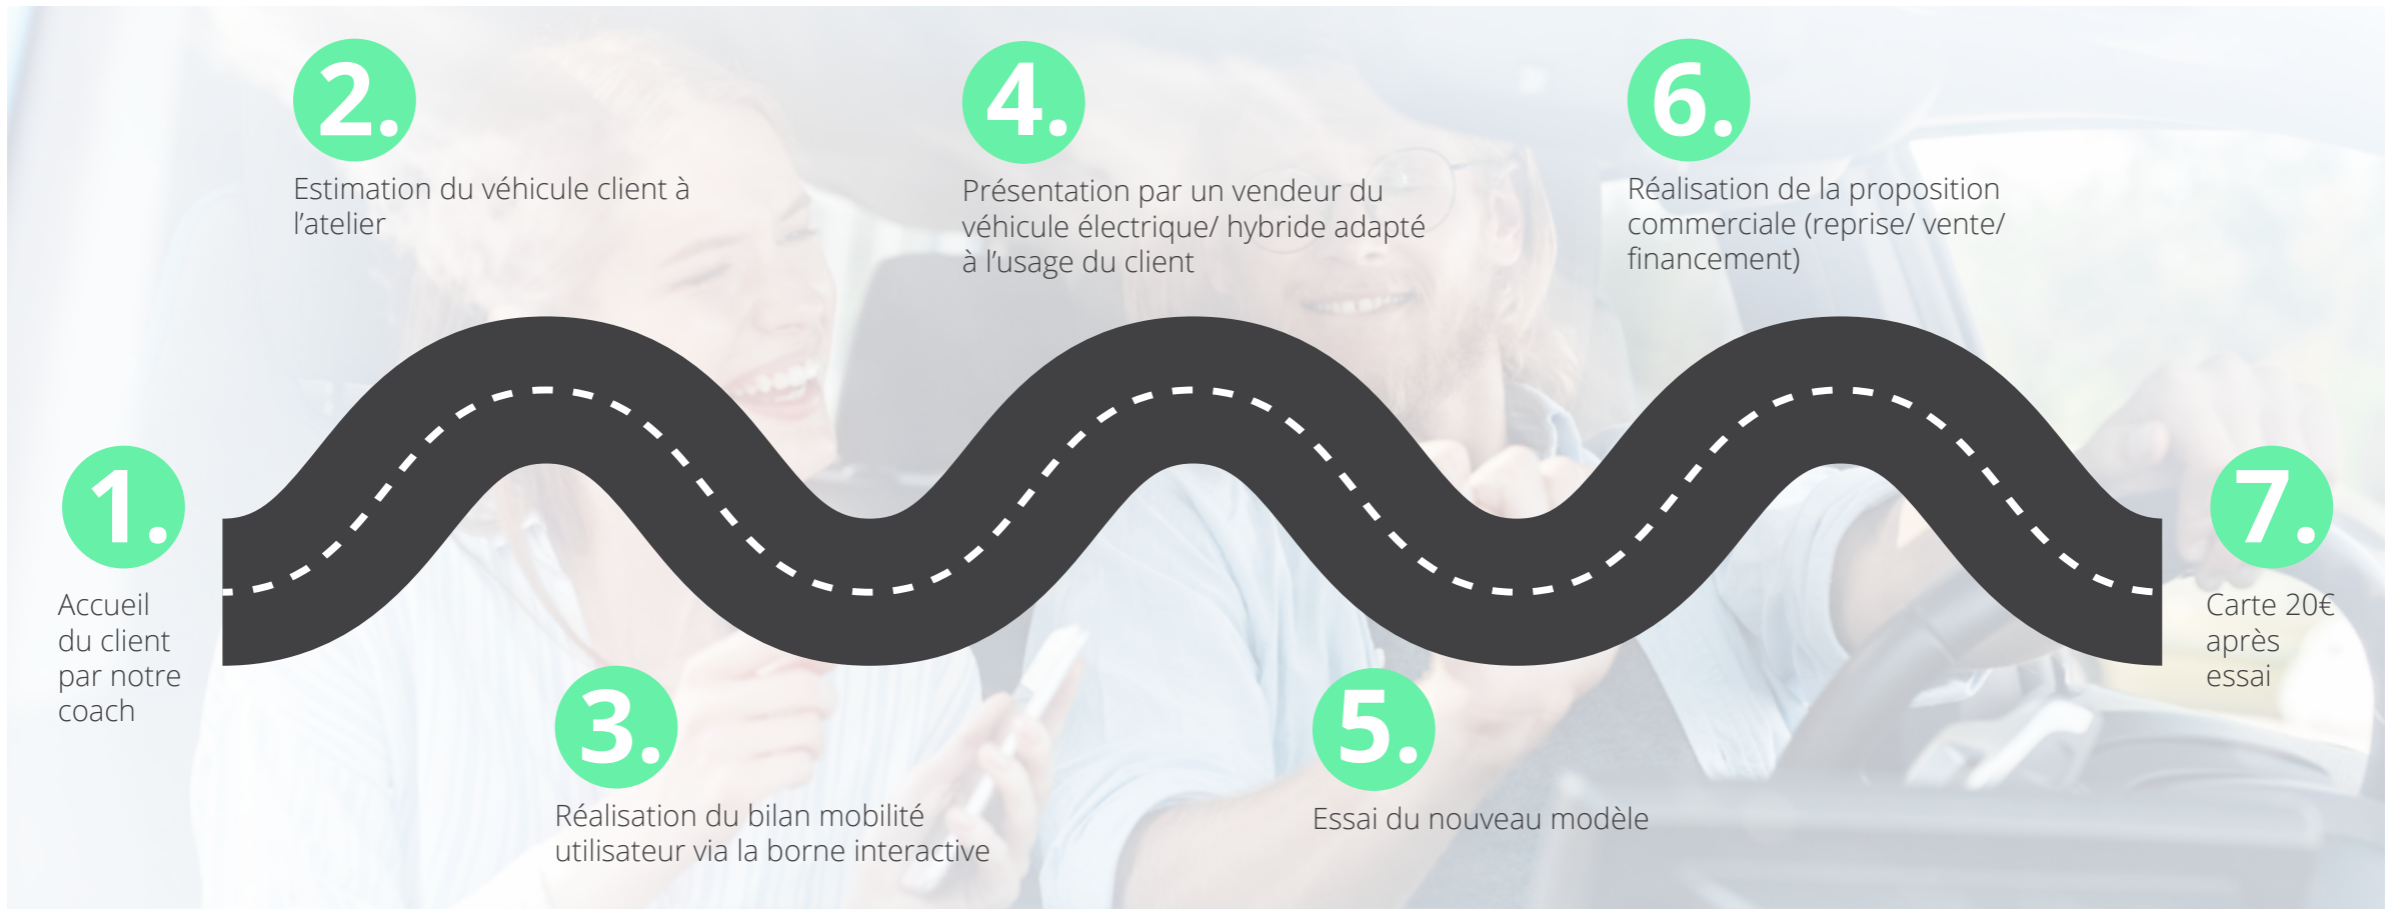 1.
Accueil
du client
par notre
coach
2.
Estimation du véhicule client à
l’atelier
3.
Réalisation du bilan mobilité
utilisateur via la borne interactive
4.
Présentation par un vendeur du
véhicule électrique/ hybride adapté
à l’usage du client
5.
Essai du nouveau modèle
6.
Réalisation de la proposition
commerciale (reprise/ vente/
financement)
7.
Carte 20€
après
essai